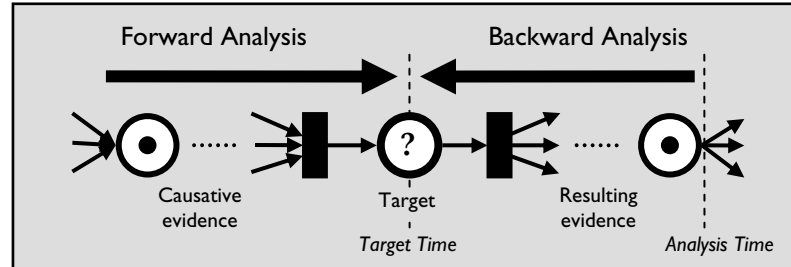 Forward Analysis
Backward Analysis
?
Causative
evidence
Target
Resulting
evidence
Target Time
Analysis Time